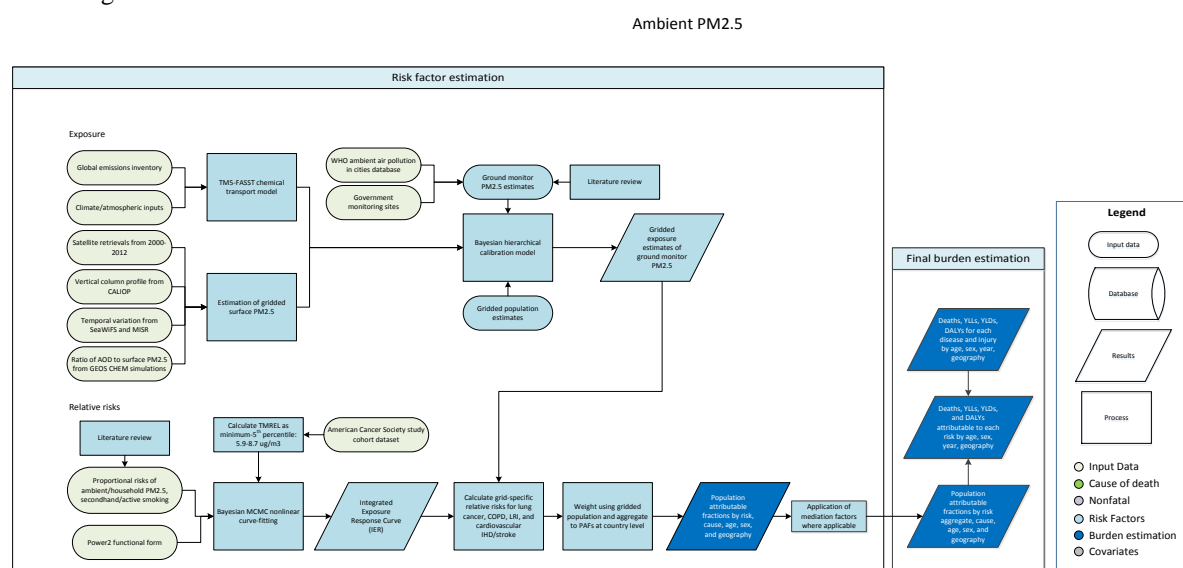 Ambient PM2.5
Risk factor estimation
Exposure
Global emissions inventory
Climate/atmospheric inputs
TM5-FASST chemical
transport model
Satellite retrievals from 2000-
2012
Vertical column profile from
CALIOP
Temporal variation from
SeaWiFS and MISR
Ratio of AOD to surface PM2.5
from GEOS CHEM simulations
Estimation of gridded
surface PM2.5
WHO ambient air pollution
in cities database
Government
monitoring sites
Ground monitor
PM2.5 estimates
Literature review
Bayesian hierarchical
calibration model
Gridded population
estimates
Gridded
exposure
estimates of
ground monitor
PM2.5
Relative risks
Literature review
Proportional risks of
ambient/household PM2.5,
secondhand/active smoking
Power2 functional form
Calculate TMREL as
minimum-5th percentile:
5.9-8.7 ug/m3
American Cancer Society study
cohort dataset
Bayesian MCMC nonlinear
curve-fitting
Integrated
Exposure
Response Curve
(IER)
Calculate grid-specific
relative risks for lung
cancer, COPD, LRI, and
cardiovascular
IHD/stroke
Weight using gridded
population and aggregate
to PAFs at country level
Population
attributable
fractions by risk,
cause, age, sex,
and geography
Application of
mediation factors
where applicable
Final burden estimation
Deaths, YLLs, YLDs,
DALYs for each
disease and injury
by age, sex, year,
geography
Deaths, YLLs, YLDs,
and DALYs
attributable to each
risk by age, sex,
year, geography
Population
attributable
fractions by risk
aggregate, cause,
age, sex, and
geography
Legend
Input data
Database
Results
Process
Input Data
Cause of death
Nonfatal
Risk Factors
Burden estimation
Covariates